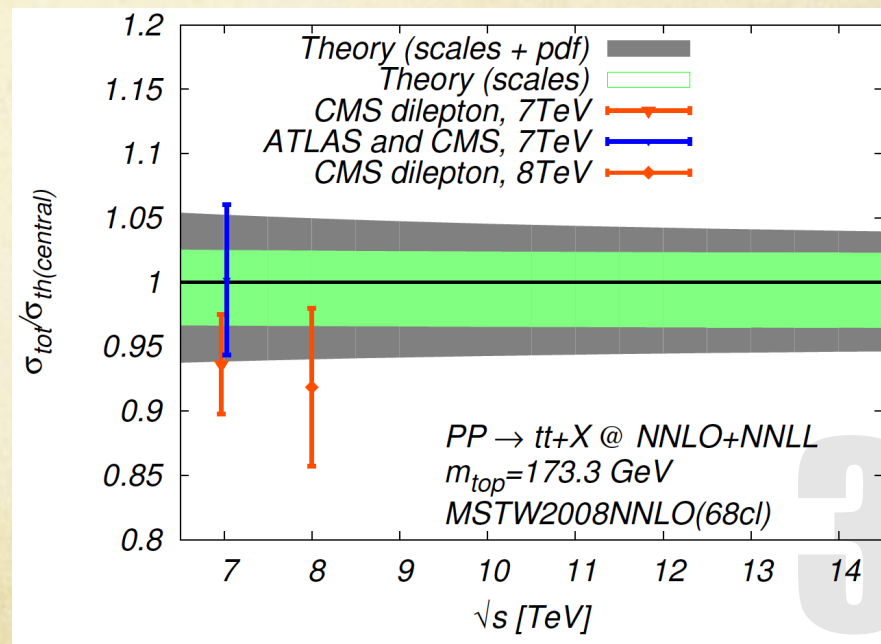 1.2
1.15
1.1
1.05
1
0.95
0.9
0.85
0.8
σtot/σth(central)
Theory (scales + pdf)
Theory (scales)
CMS dilepton, 7TeV
ATLAS and CMS, 7TeV
CMS dilepton, 8TeV
PP → tt+X @ NNLO+NNLL
mtop=173.3 GeV
MSTW2008NNLO(68cl)
3
7 8 9 10 11 12 13 14
√s [TeV]